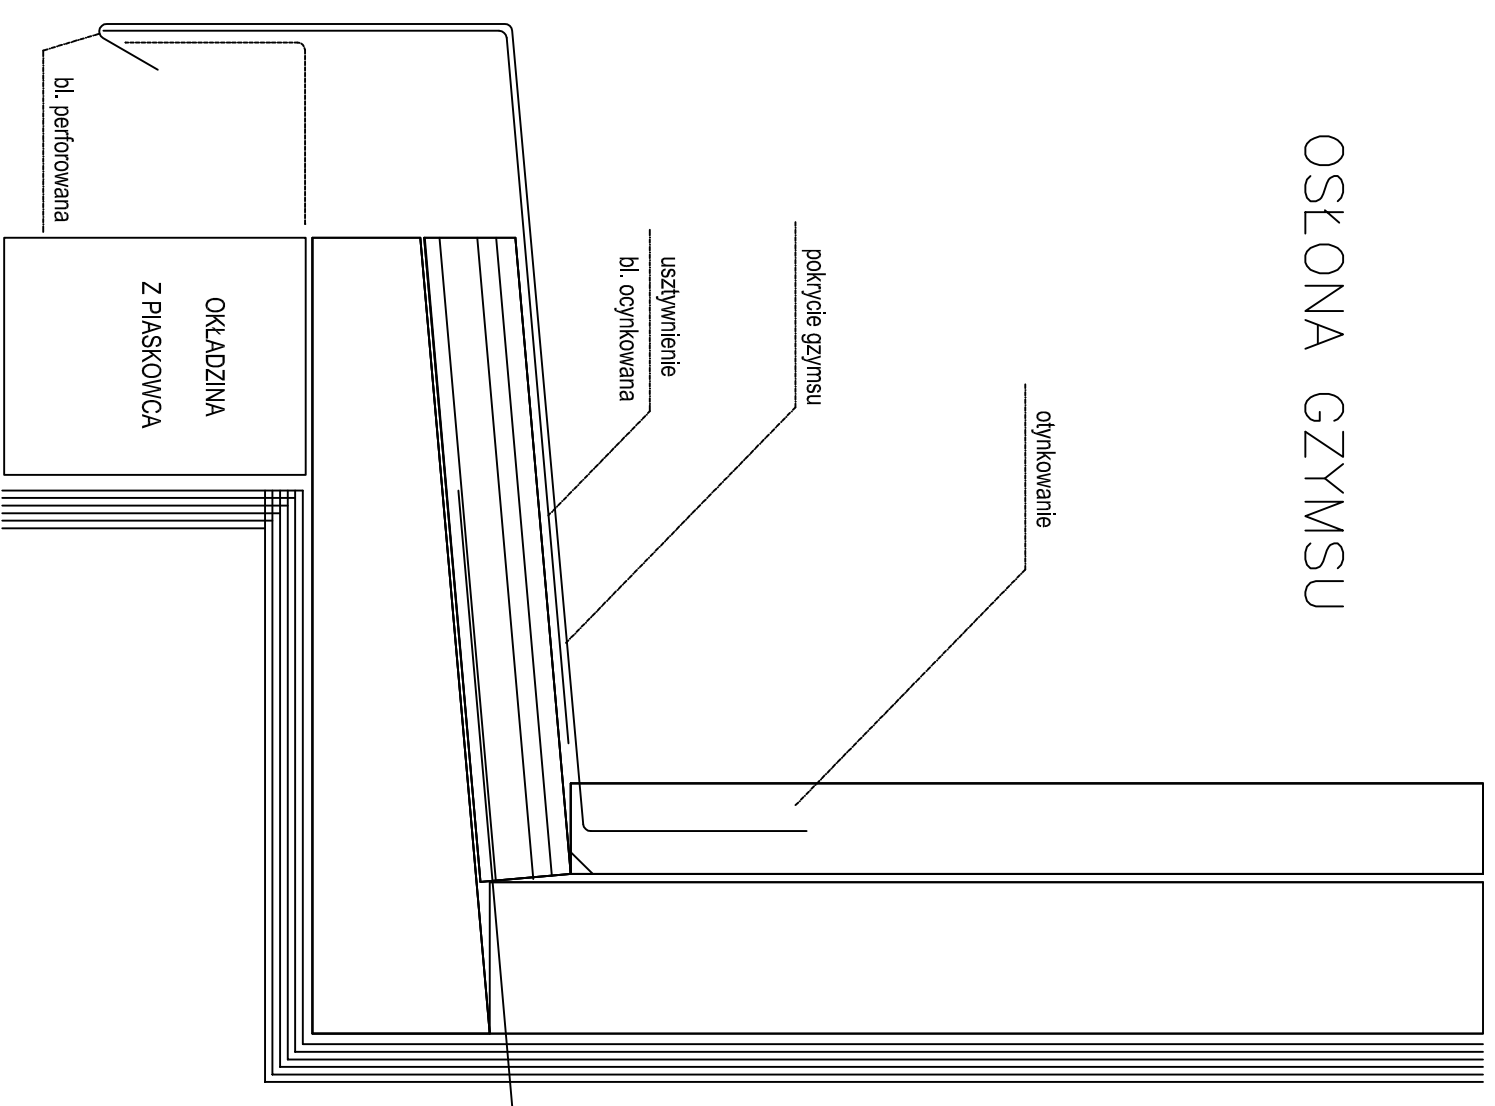 OSŁONA GZYMSU
otynkowanie
pokrycie gzymsu
usztywnienie
bl. ocynkowana
OKŁADZINA
Z PIASKOWCA
bl. perforowana